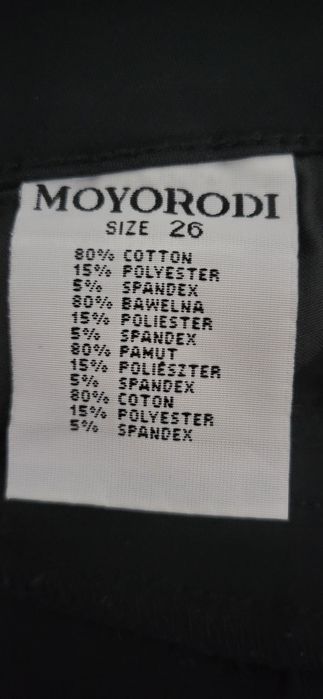 MOYORODI
SIZE 26
80% COTTON
15% POLYESTER
5% SPANDEX
80% BAWELNA
15% POLIESTER
5% SPANDEX
80% PAMUT
15% POLIÉSZTER
5% SPANDEX
80% COTON
15% POLYESTER
5% SPANDEX